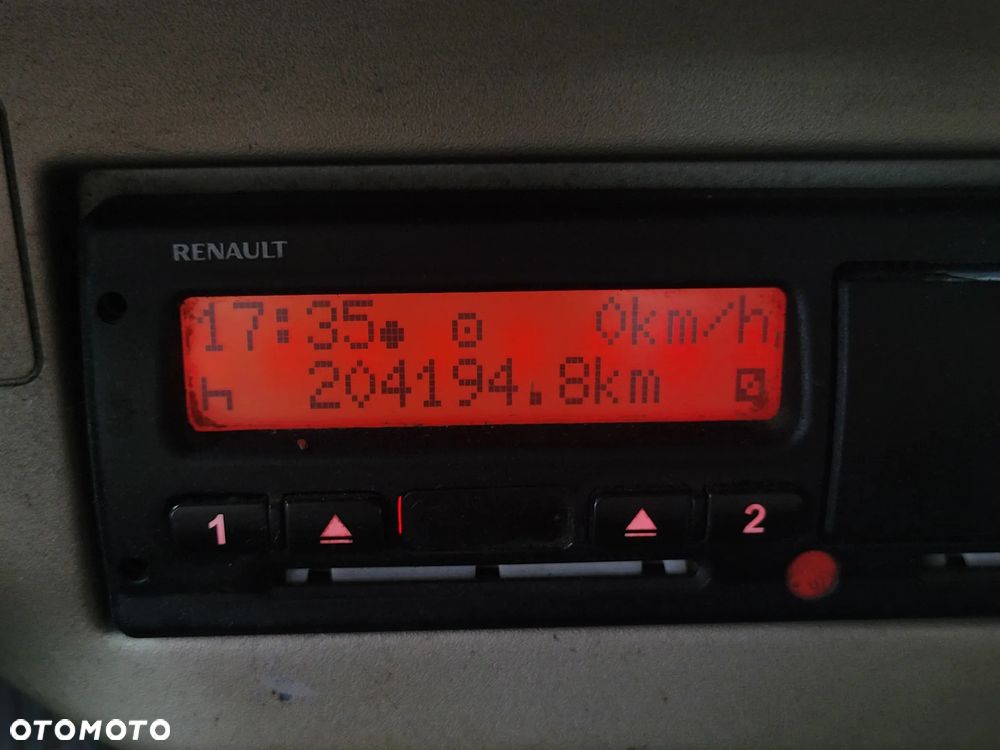 RENAULT
17:35 0km/h
204194.8km
1 2
OTOMOTO